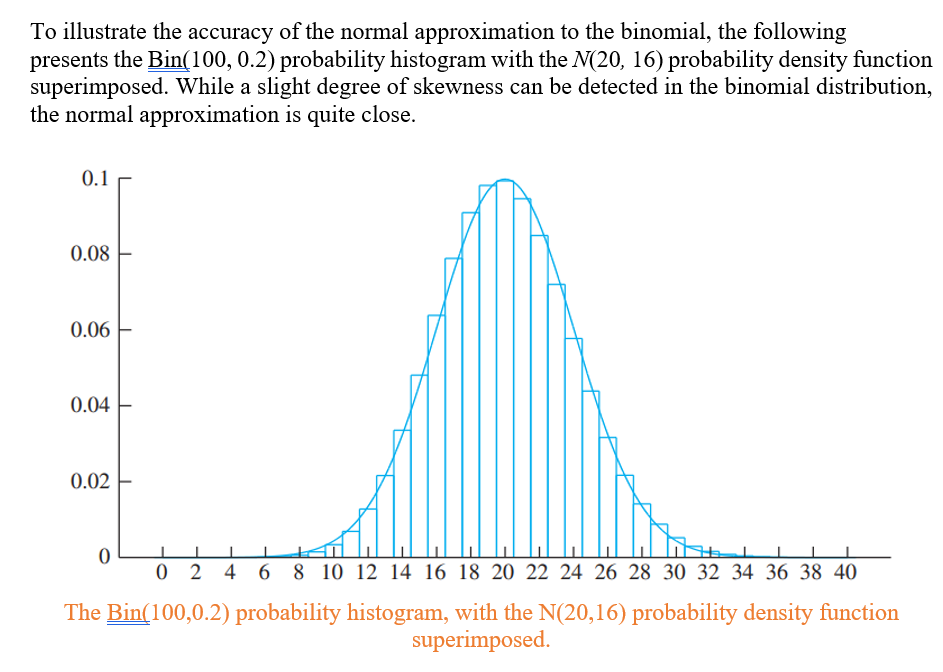 To illustrate the accuracy of the normal approximation to the binomial, the following
presents the Bin(100, 0.2) probability histogram with the N(20, 16) probability density function
superimposed. While a slight degree of skewness can be detected in the binomial distribution,
the normal approximation is quite close.
0.1
0.08
0.06
0.04
0.02
0
0 2 4 6 8 10 12 14 16 18 20 22 24 26 28 30 32 34 36 38 40
The Bin(100,0.2) probability histogram, with the N(20,16) probability density function
superimposed.